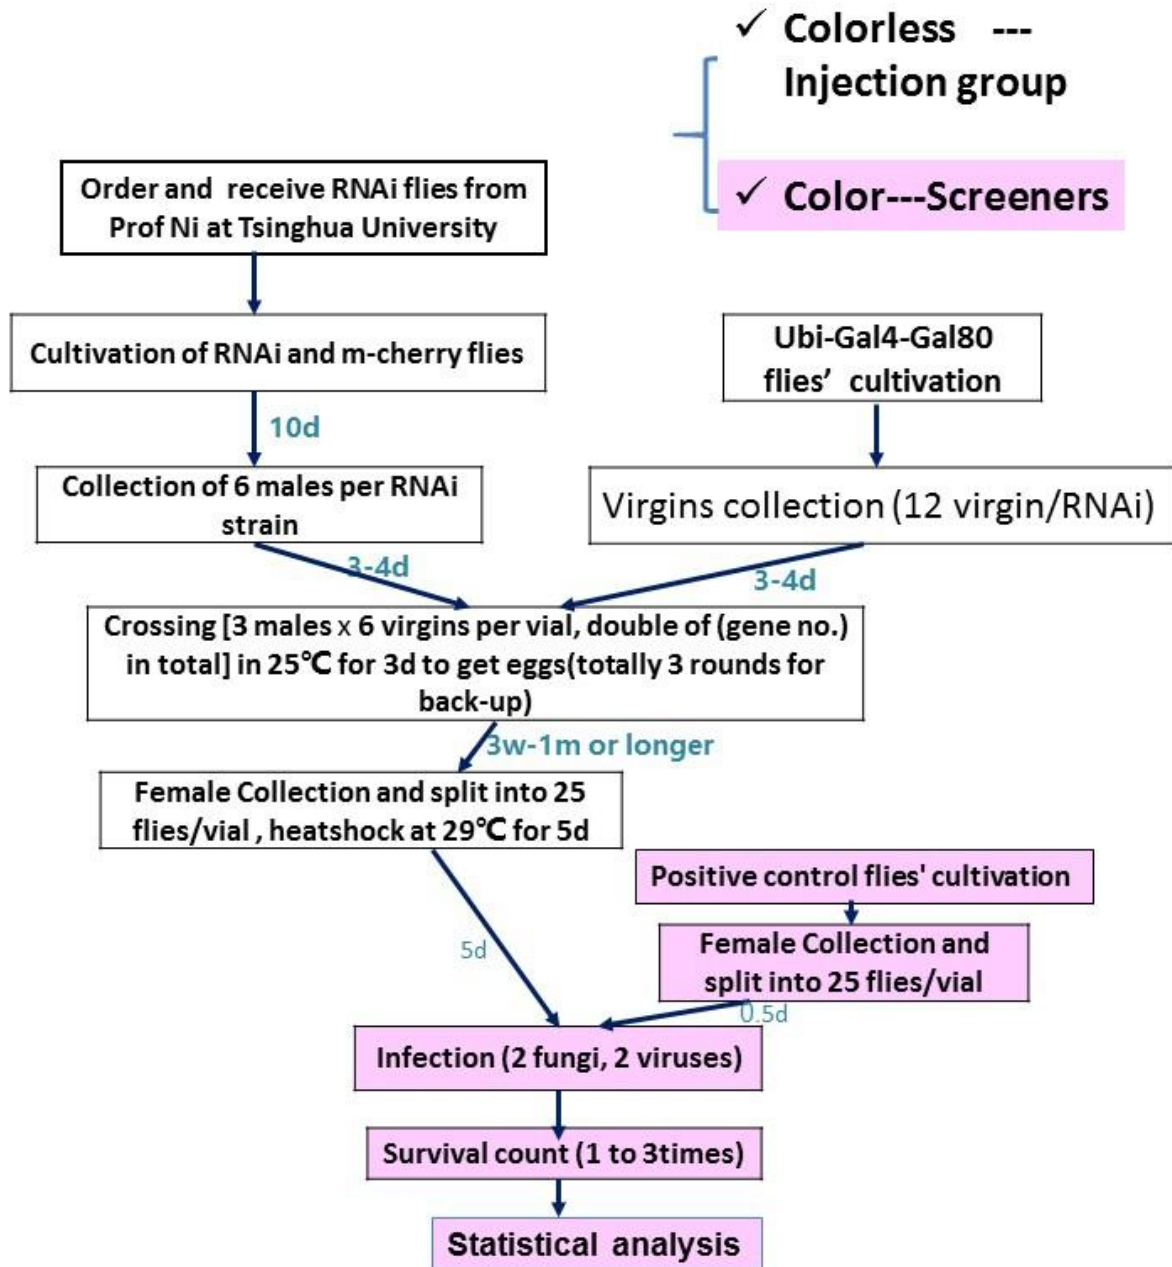 ✓ Colorless ---
Injection group
✓ Color---Screeners
Order and receive RNAi flies from
Prof Ni at Tsinghua University
Cultivation of RNAi and m-cherry flies
Ubi-Gal4-Gal80
flies’ cultivation
10d
Collection of 6 males per RNAi
strain
Virgins collection (12 virgin/RNAi)
3-4d
3-4d
Crossing [3 males x 6 virgins per vial, double of (gene no.)
in total] in 25℃ for 3d to get eggs(totally 3 rounds for
back-up)
3w-1m or longer
Female Collection and split into 25
flies/vial , heatshock at 29℃ for 5d
Positive control flies' cultivation
Female Collection and
split into 25 flies/vial
5d
0.5d
Infection (2 fungi, 2 viruses)
Survival count (1 to 3times)
Statistical analysis